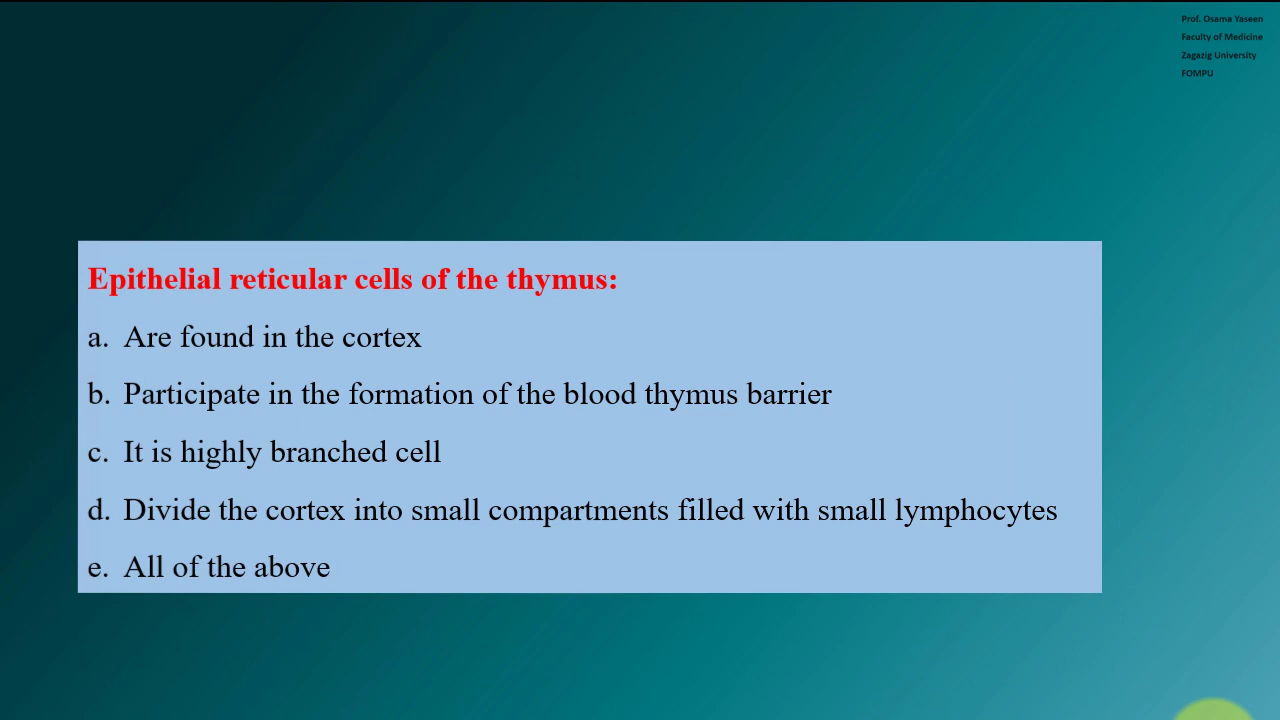 Prof. Osama Yaseen
Faculty of Medicine
Zagazig University
FOMPU
Epithelial reticular cells of the thymus:
a. Are found in the cortex
b. Participate in the formation of the blood thymus barrier
c. It is highly branched cell
d. Divide the cortex into small compartments filled with small lymphocytes
e. All of the above